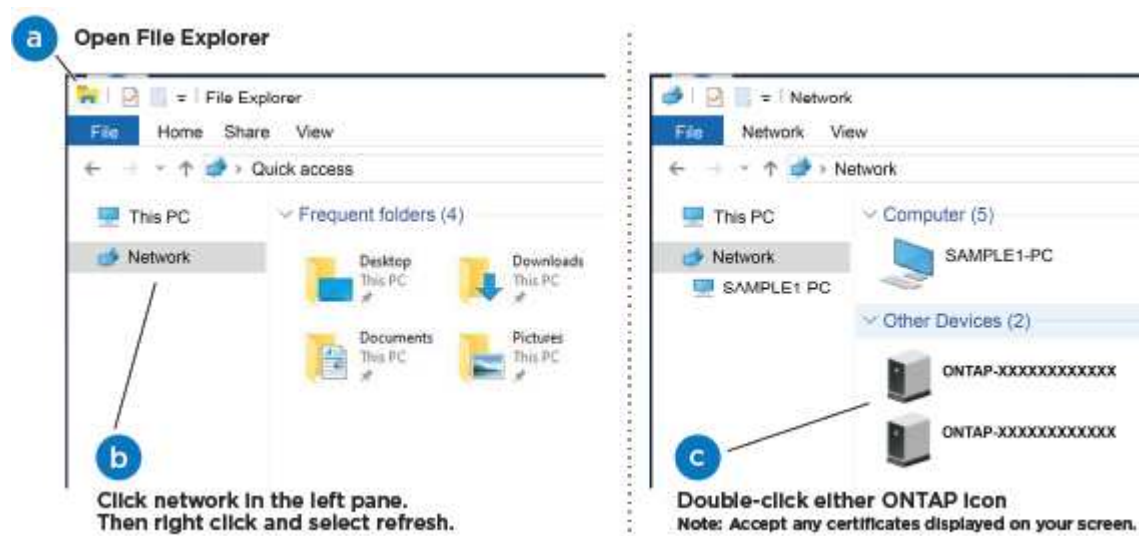 a Open File Explorer
File Explorer
File Home Share View
Quick access
This PC
Network
Frequent folders (4)
Desktop
This PC
Downloads
This PC
Documents
This PC
Pictures
This PC
b
Click network in the left pane.
Then right click and select refresh.
Network
File Network View
Network
This PC
Network
SAMPLE1 PC
Computer (5)
SAMPLE1-PC
Other Devices (2)
ONTAP-XXXXXXXXXXXX
ONTAP-XXXXXXXXXXXX
c
Double-click either ONTAP icon
Note: Accept any certificates displayed on your screen.